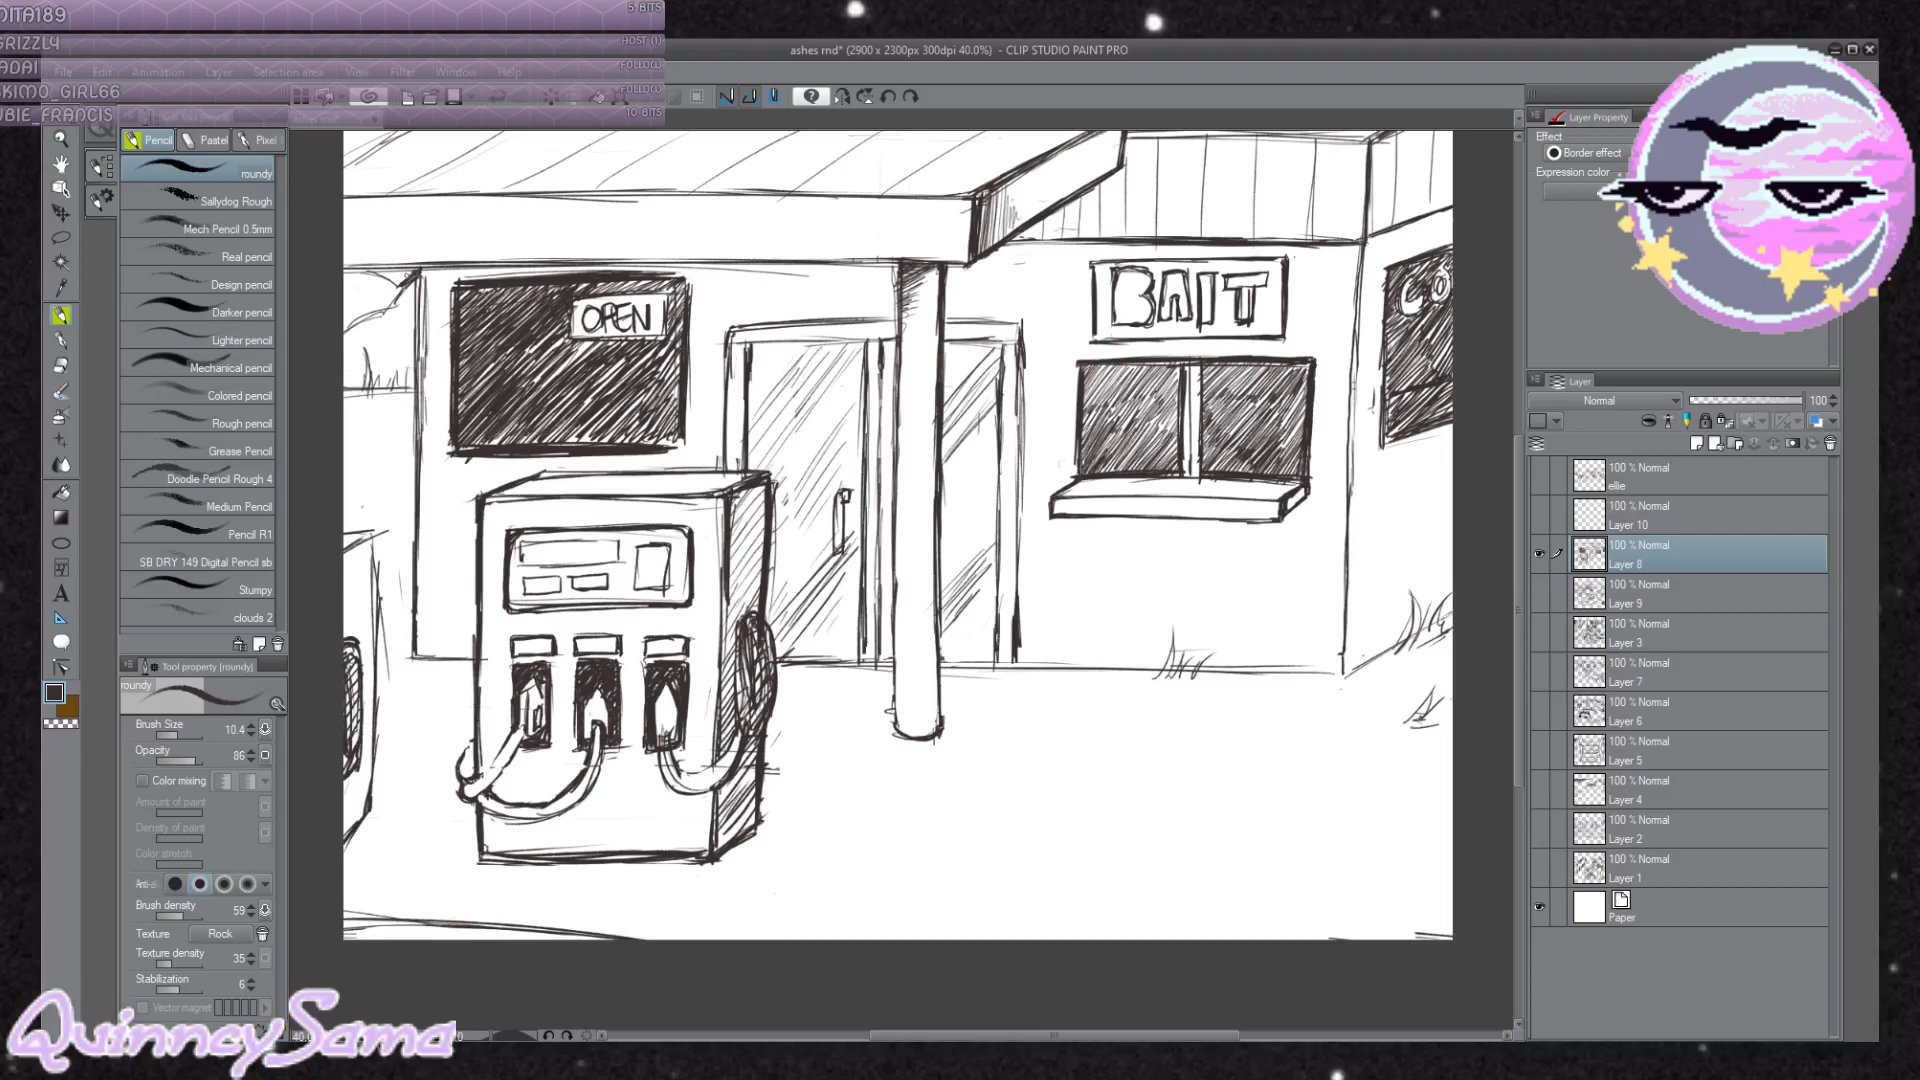 OITA189 5 BITS
GRIZZLY HOST (1)
ADAI FOLLOW
SKIMO_GIRL66 FOLLOW
UBIE_FRANCIS 10 BITS
ashes rnd* (2900 x 2300px 300dpi 40.0%) - CLIP STUDIO PAINT PRO
File Edit Animation Layer Selection area View Filter Window Help
Pencil Pastel Pixel
roundy
Sallydog Rough
Mech Pencil 0.5mm
Real pencil
Design pencil
Darker pencil
Lighter pencil
Mechanical pencil
Colored pencil
Rough pencil
Grease Pencil
Doodle Pencil Rough 4
Medium Pencil
Pencil R1
SB DRY 149 Digital Pencil sb
Stumpy
clouds 2
Tool property [roundy]
roundy
Brush Size 10.4
Opacity 86
Color mixing
Amount of paint
Density of paint
Color stretch
Anti-al
Brush density 59
Texture Rock
Texture density 35
Stabilization 6
Vector magnet
OPEN
BAIT
CO
Layer Property
Effect
Border effect
Expression color
Layer
Normal 100
100 % Normal
ellie
100 % Normal
Layer 10
100 % Normal
Layer 8
100 % Normal
Layer 9
100 % Normal
Layer 3
100 % Normal
Layer 7
100 % Normal
Layer 6
100 % Normal
Layer 5
100 % Normal
Layer 4
100 % Normal
Layer 2
100 % Normal
Layer 1
Paper
QuinneySama